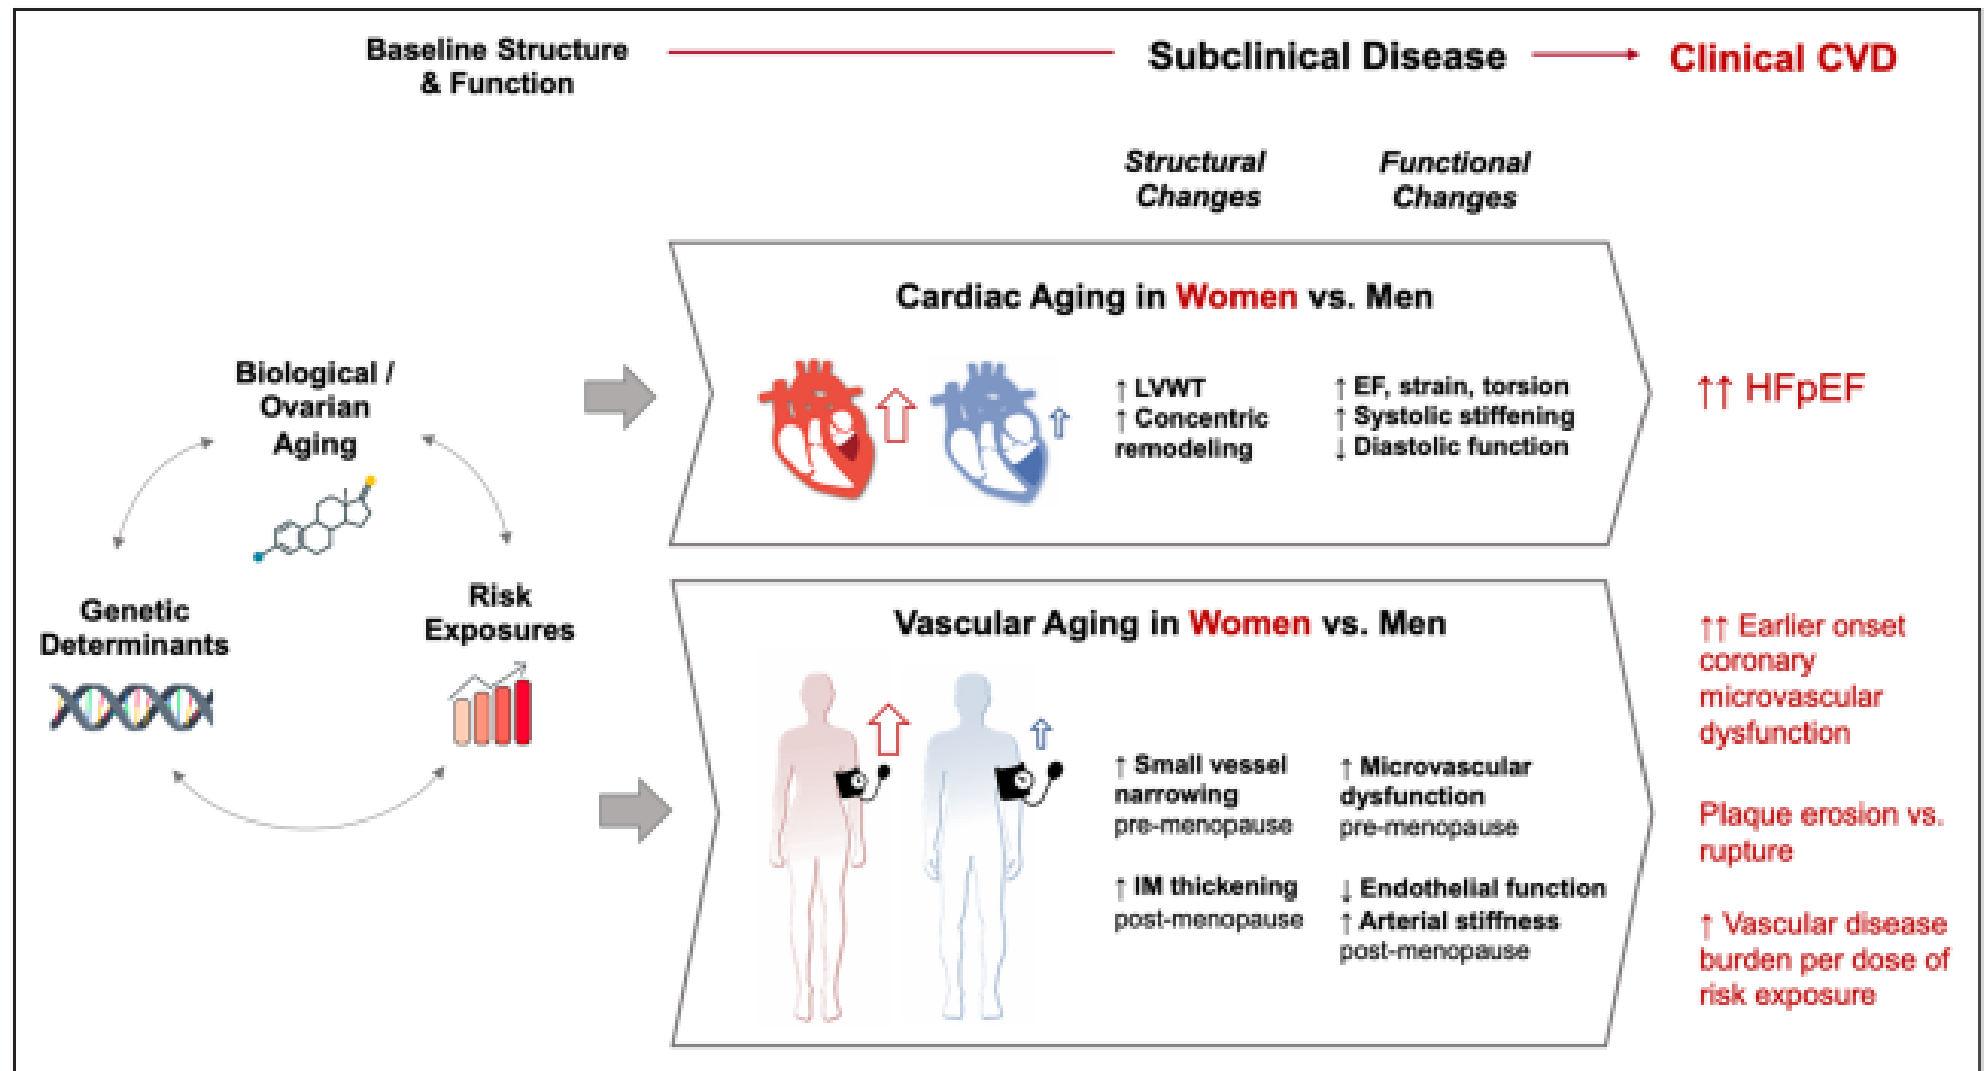 Baseline Structure
& Function
Subclinical Disease
Clinical CVD
Structural
Changes
Functional
Changes
Biological /
Ovarian
Aging
Genetic
Determinants
Risk
Exposures
Cardiac Aging in Women vs. Men
↑ LVWT
↑ Concentric
remodeling
↑ EF, strain, torsion
↑ Systolic stiffening
↓ Diastolic function
↑↑ HFpEF
Vascular Aging in Women vs. Men
↑ Small vessel
narrowing
pre-menopause
↑ IM thickening
post-menopause
↑ Microvascular
dysfunction
pre-menopause
↓ Endothelial function
↑ Arterial stiffness
post-menopause
↑↑ Earlier onset
coronary
microvascular
dysfunction
Plaque erosion vs.
rupture
↑ Vascular disease
burden per dose of
risk exposure